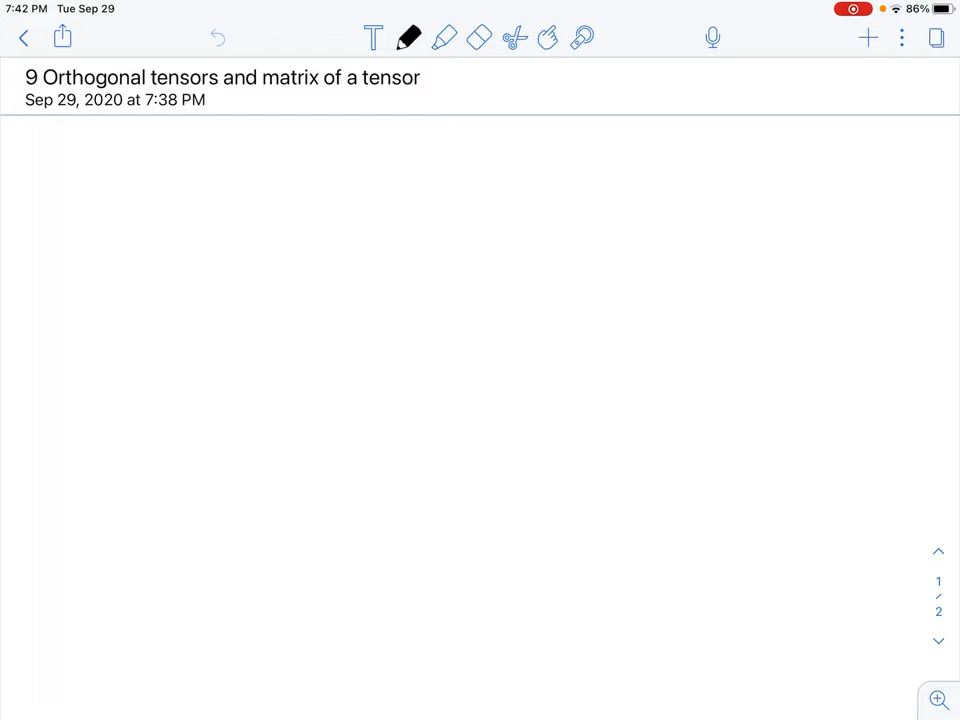 7:42 PM Tue Sep 29
86%
9 Orthogonal tensors and matrix of a tensor
Sep 29, 2020 at 7:38 PM
1
/
2